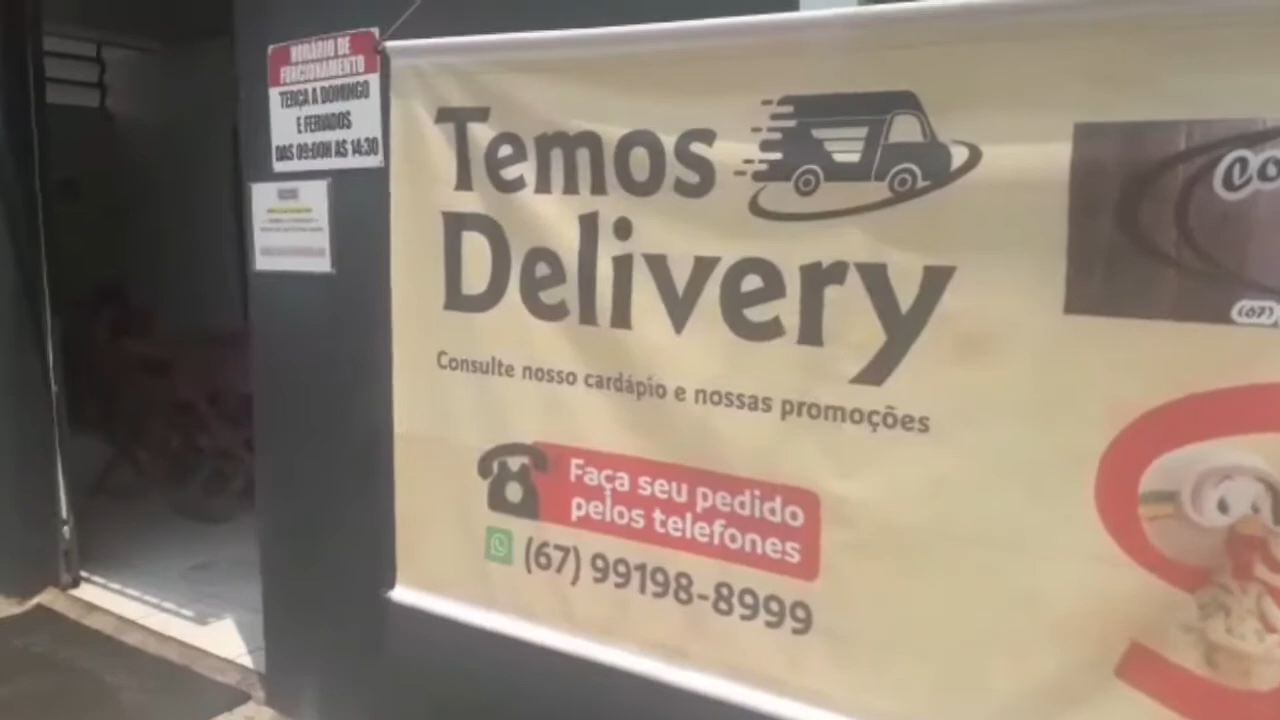 HORÁRIO DE
FUNCIONAMENTO
TERÇA A DOMINGO
E FERIADOS
DAS 09:00H AS 14:30
Temos
Delivery
Consulte nosso cardápio e nossas promoções
Faça seu pedido
pelos telefones
(67) 99198-8999
Co
(67)